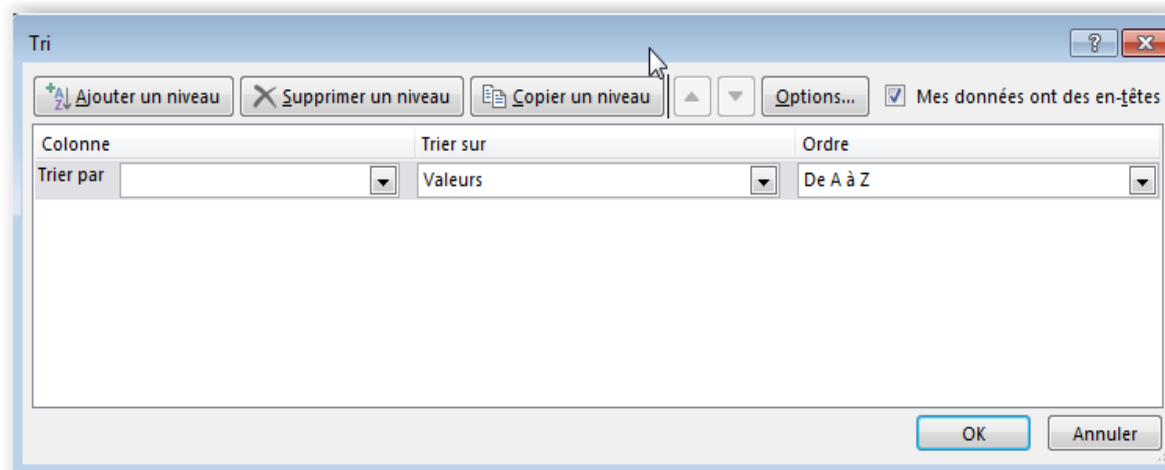 Tri
Ajouter un niveau Supprimer un niveau Copier un niveau Options... Mes données ont des en-têtes
Colonne Trier sur Ordre
Trier par Valeurs De A à Z
OK Annuler